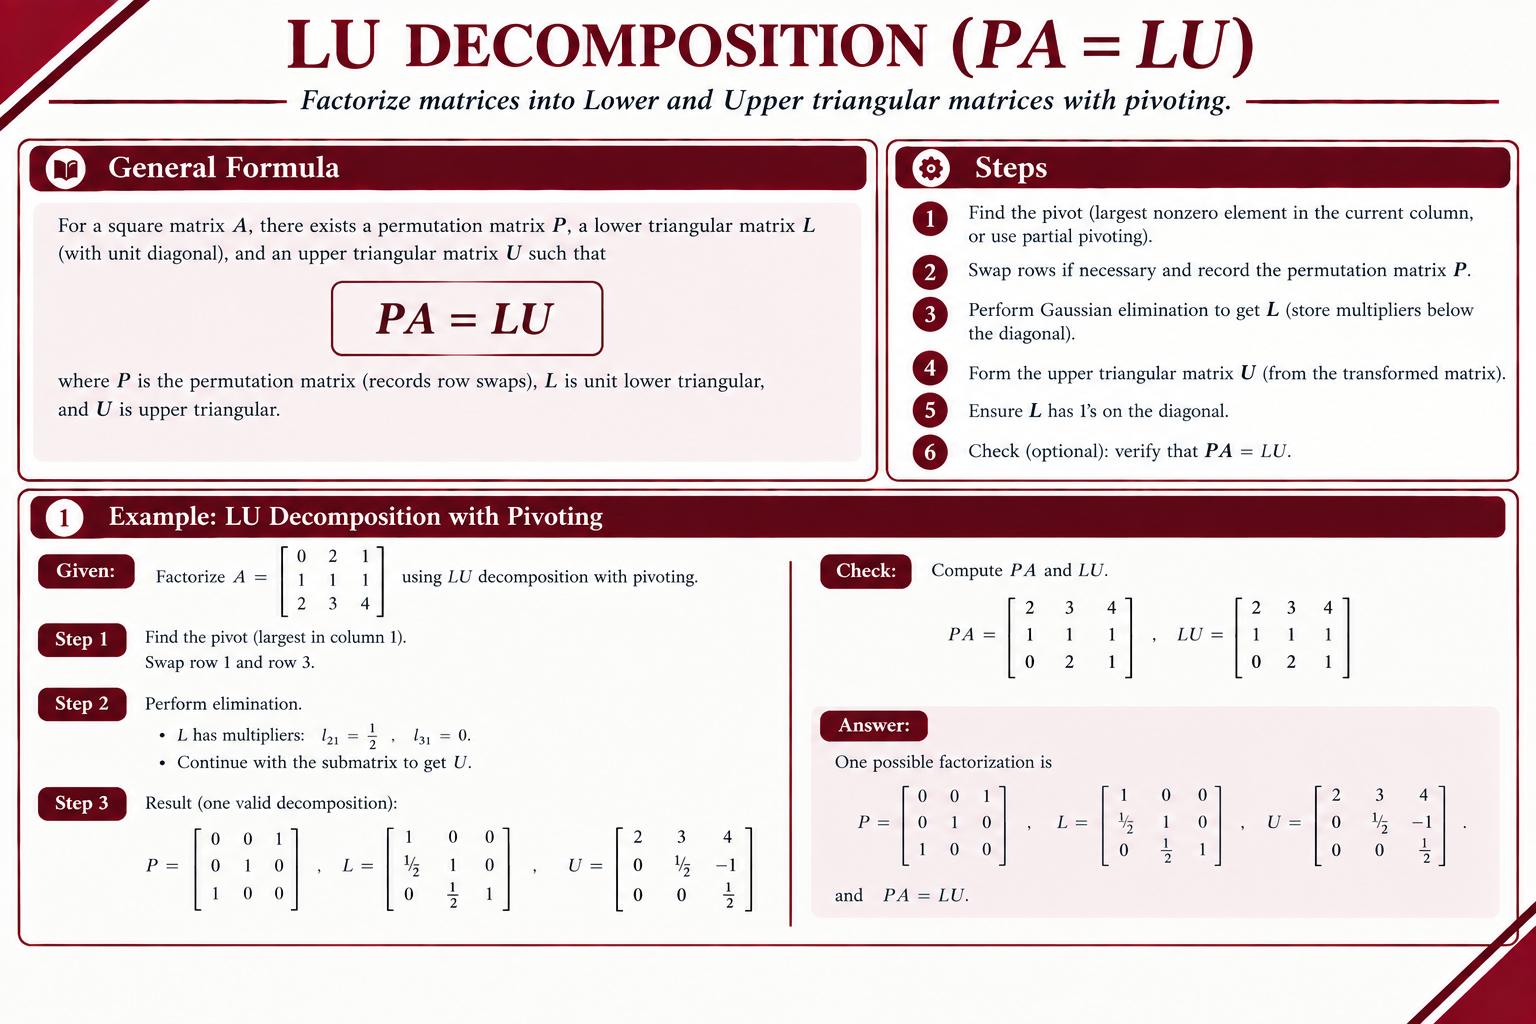 LU DECOMPOSITION (PA = LU)
Factorize matrices into Lower and Upper triangular matrices with pivoting.
General Formula
For a square matrix A, there exists a permutation matrix P, a lower triangular matrix L
(with unit diagonal), and an upper triangular matrix U such that
PA = LU
where P is the permutation matrix (records row swaps), L is unit lower triangular,
and U is upper triangular.
Steps
1 Find the pivot (largest nonzero element in the current column,
or use partial pivoting).
2 Swap rows if necessary and record the permutation matrix P.
3 Perform Gaussian elimination to get L (store multipliers below
the diagonal).
4 Form the upper triangular matrix U (from the transformed matrix).
5 Ensure L has 1's on the diagonal.
6 Check (optional): verify that PA = LU.
1 Example: LU Decomposition with Pivoting
Given: Factorize A = [ 0 2 1
1 1 1
2 3 4 ] using LU decomposition with pivoting.
Step 1 Find the pivot (largest in column 1).
Swap row 1 and row 3.
Step 2 Perform elimination.
• L has multipliers: l21 = 1/2 , l31 = 0.
• Continue with the submatrix to get U.
Step 3 Result (one valid decomposition):
P = [ 0 0 1
0 1 0
1 0 0 ] ,
L = [ 1 0 0
½ 1 0
0 1/2 1 ] ,
U = [ 2 3 4
0 ½ −1
0 0 1/2 ]
Check: Compute PA and LU.
PA = [ 2 3 4
1 1 1
0 2 1 ] ,
LU = [ 2 3 4
1 1 1
0 2 1 ]
Answer:
One possible factorization is
P = [ 0 0 1
0 1 0
1 0 0 ] ,
L = [ 1 0 0
½ 1 0
0 1/2 1 ] ,
U = [ 2 3 4
0 ½ −1
0 0 1/2 ] .
and PA = LU.